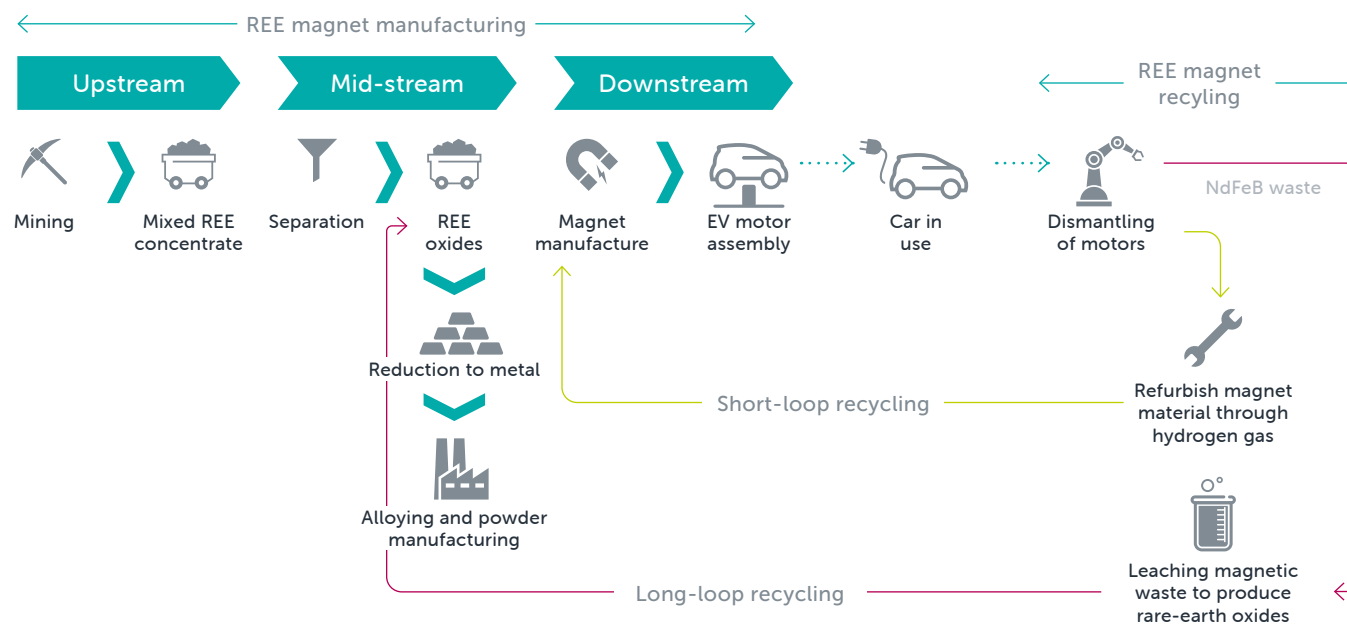 REE magnet manufacturing
Upstream
Mid-stream
Downstream
REE magnet
recyling
Mining
Mixed REE
concentrate
Separation
REE
oxides
Magnet
manufacture
EV motor
assembly
Car in
use
Dismantling
of motors
NdFeB waste
Reduction to metal
Alloying and powder
manufacturing
Short-loop recycling
Refurbish magnet
material through
hydrogen gas
Long-loop recycling
Leaching magnetic
waste to produce
rare-earth oxides